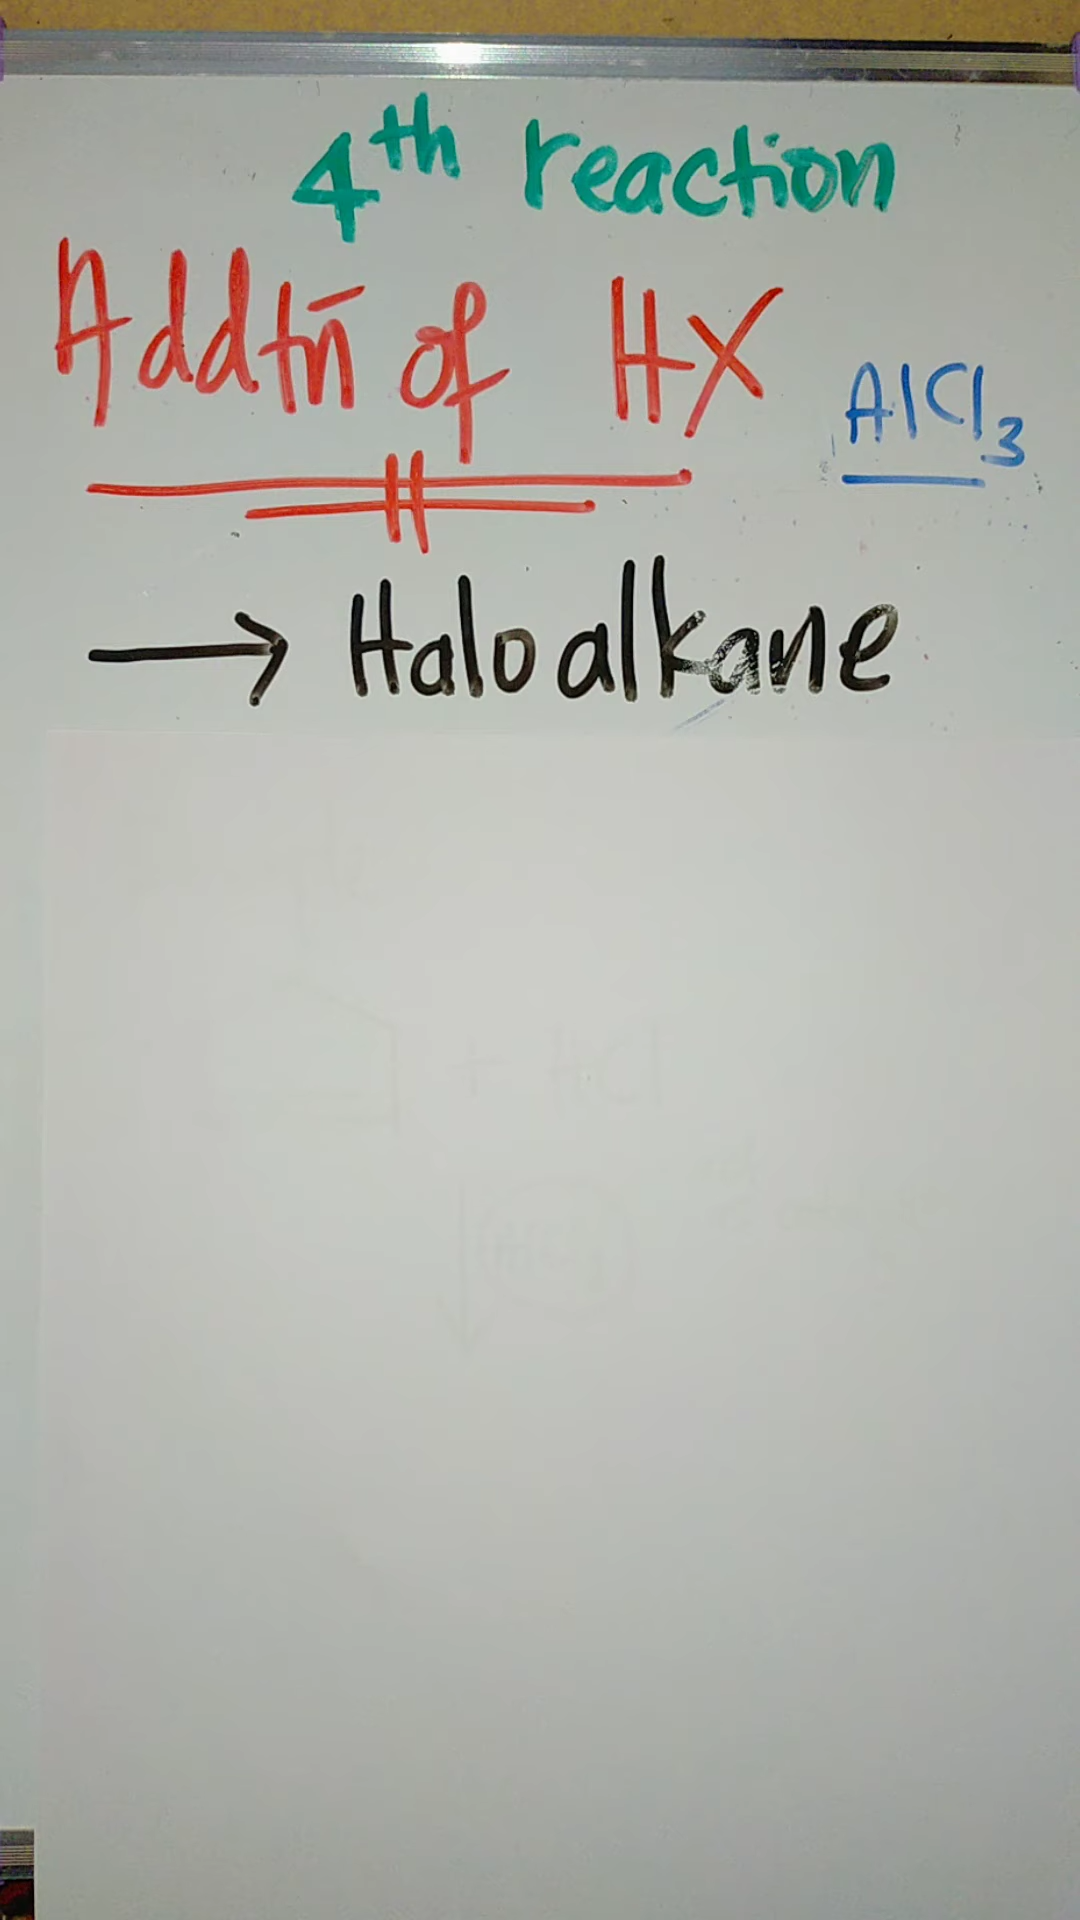 4th reaction
Addtn̄ of HX AlCl3
→ Haloalkane